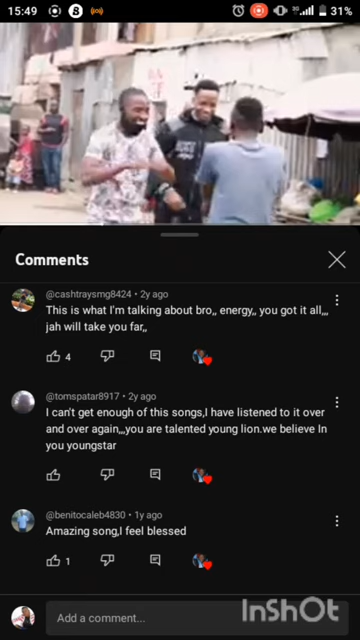 15:49
3G
31%
Comments
@cashtraysmg8424 • 2y ago
This is what I'm talking about bro,, energy,, you got it all,,,
jah will take you far,,
4
@tomspatar8917 • 2y ago
I can't get enough of this songs,I have listened to it over
and over again,,,you are talented young lion.we believe In
you youngstar
@benitocaleb4830 • 1y ago
Amazing song,I feel blessed
1
Add a comment...
InShOt